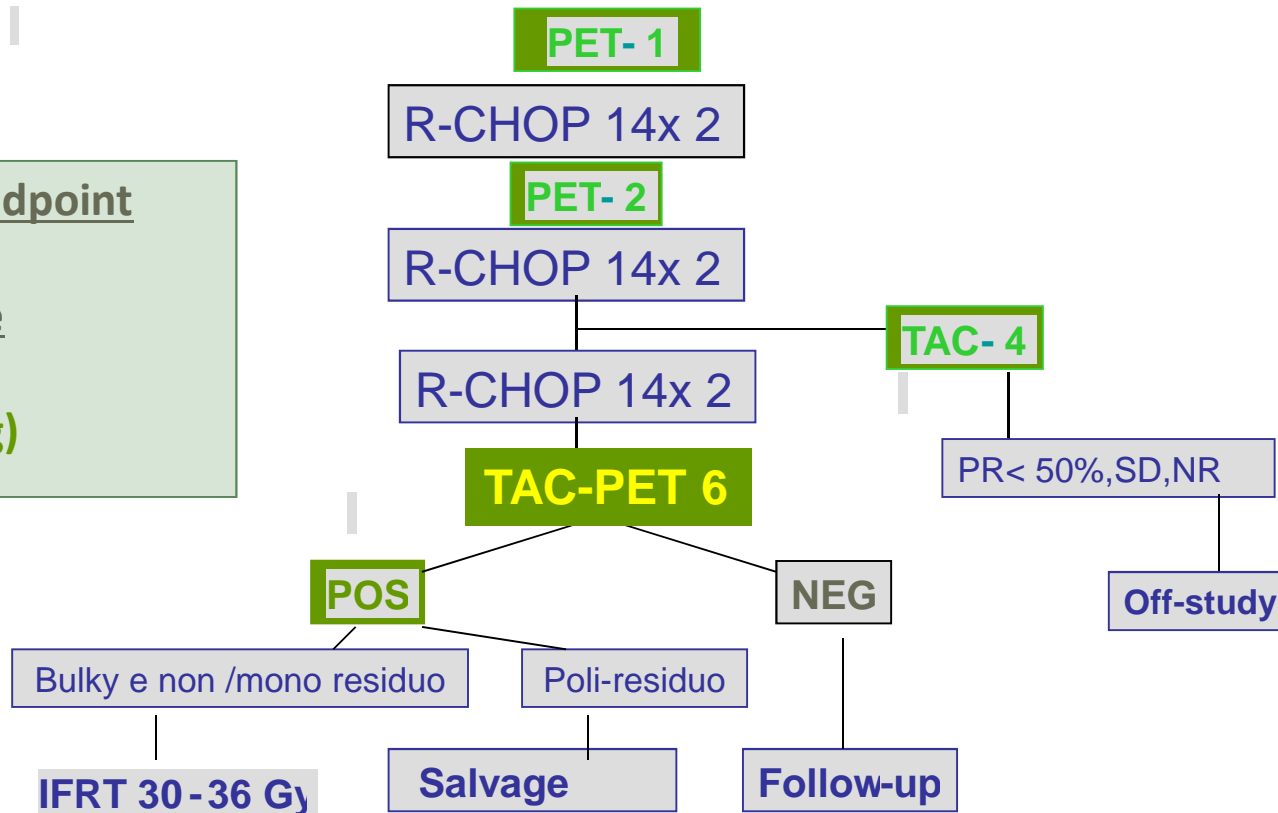 PET- 1
R-CHOP 14x 2
PET- 2
R-CHOP 14x 2
TAC- 4
R-CHOP 14x 2
PR< 50%,SD,NR
TAC-PET 6
Off-study
POS
NEG
Bulky e non /mono residuo
Poli-residuo
IFRT 30 - 36 Gy
Salvage
Follow-up